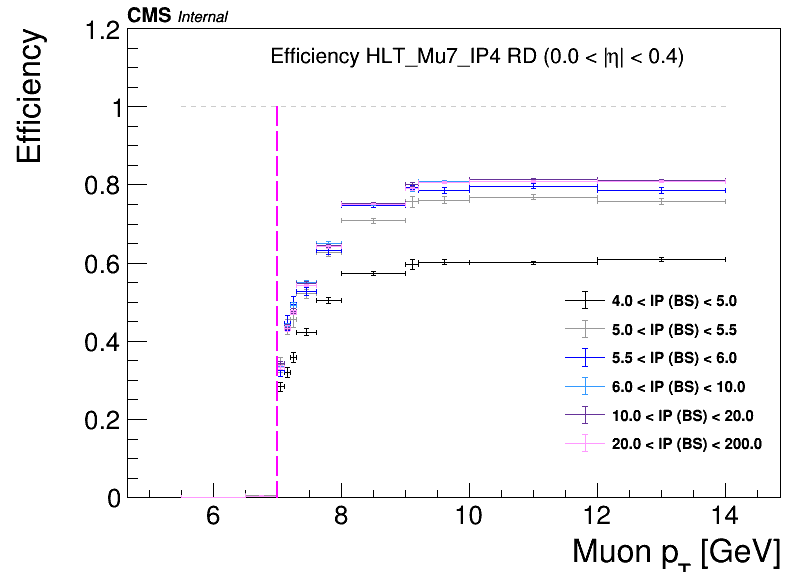 CMS Internal
Efficiency
Efficiency HLT_Mu7_IP4 RD (0.0 < |η| < 0.4)
1.2
1
0.8
0.6
0.4
0.2
0
4.0 < IP (BS) < 5.0
5.0 < IP (BS) < 5.5
5.5 < IP (BS) < 6.0
6.0 < IP (BS) < 10.0
10.0 < IP (BS) < 20.0
20.0 < IP (BS) < 200.0
6 8 10 12 14
Muon p_T [GeV]